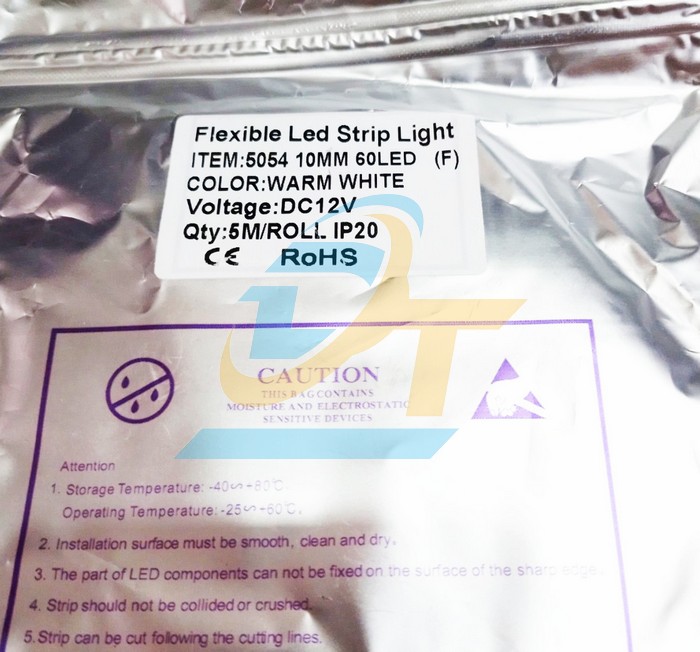 Flexible Led Strip Light
ITEM:5054 10MM 60LED (F)
COLOR:WARM WHITE
Voltage:DC12V
Qty:5M/ROLL IP20
CE RoHS
DT
CAUTION
THIS BAG CONTAINS
MOISTURE AND ELECTROSTATIC
SENSITIVE DEVICES
Attention
1. Storage Temperature: -40∽-80℃
Operating Temperature: -25∽-60℃.
2. Installation surface must be smooth, clean and dry.
3. The part of LED components can not be fixed on the surface of the sharp edge.
4. Strip should not be collided or crushed.
5. Strip can be cut following the cutting lines.